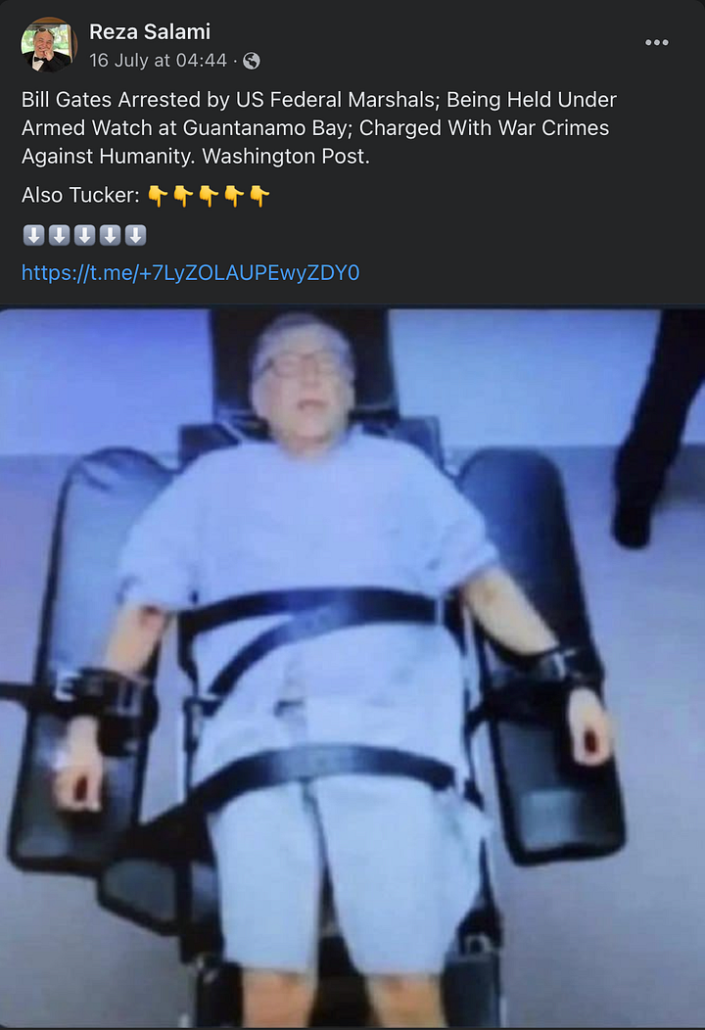 Reza Salami
16 July at 04:44 ·
Bill Gates Arrested by US Federal Marshals; Being Held Under
Armed Watch at Guantanamo Bay; Charged With War Crimes
Against Humanity. Washington Post.
Also Tucker: 👇👇👇👇👇
⬇️⬇️⬇️⬇️⬇️
https://t.me/+7LyZOLAUPEwyZDY0